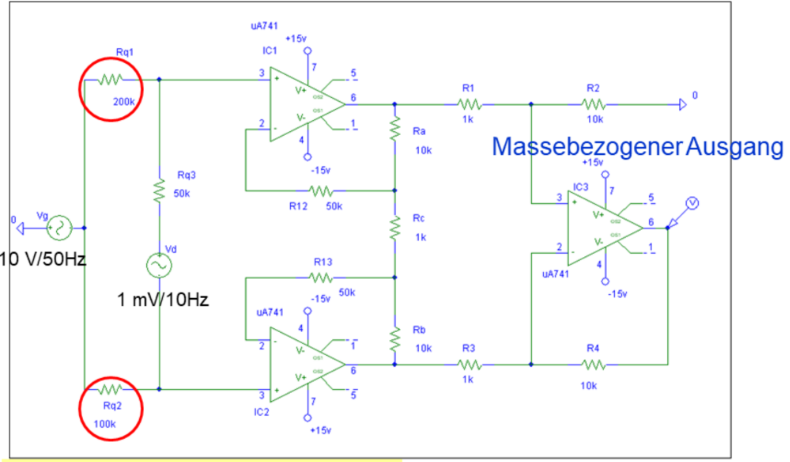 uA741
+15v
Rq1
IC1
7
5
3
+
V+
OS2
6
R1
R2
0
200k
OS1
V-
2
-
1
Ra
1k
10k
4
10k
Massebezogener Ausgang
-15v
+15v
Rq3
IC3
7
5
50k
R12
50k
3
+
V+
OS2
6
V
0
Vg
Rc
1k
OS1
V-
2
-
1
10 V/50Hz
Vd
R13
uA741
4
1 mV/10Hz
50k
-15v
-15v
uA741
4
1
2
-
V-
OS1
Rb
10k
6
R3
R4
V+
OS2
3
+
5
1k
10k
Rq2
IC2
7
100k
+15v